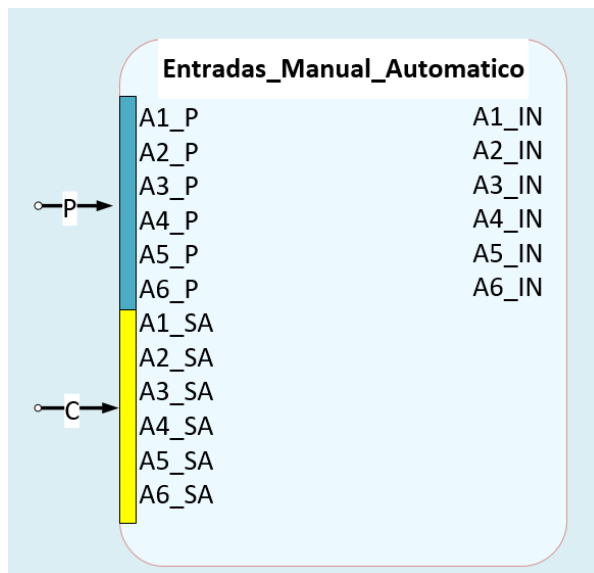 Entradas_Manual_Automatico
A1_P A1_IN
A2_P A2_IN
A3_P A3_IN
P A4_P A4_IN
A5_P A5_IN
A6_P A6_IN
A1_SA
A2_SA
A3_SA
C A4_SA
A5_SA
A6_SA